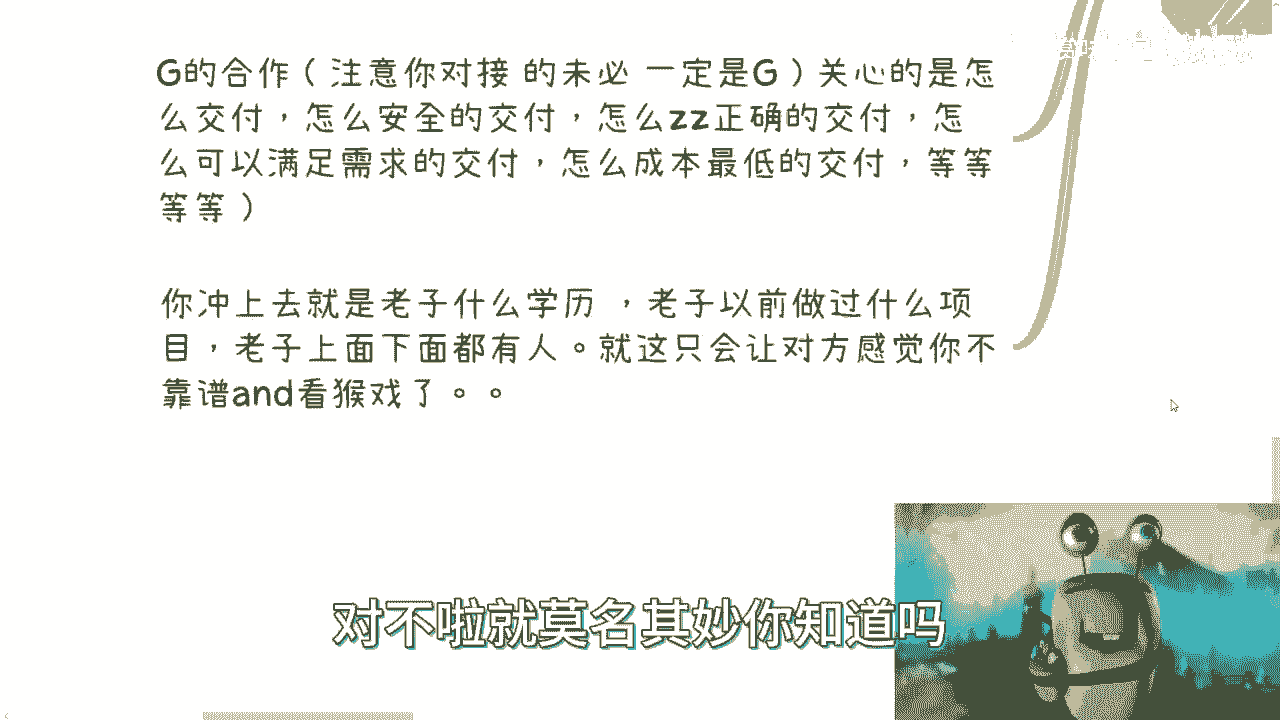 G的合作（注意你对接 的未必 一定是G）关心的是怎
么交付，怎么安全的交付，怎么zz正确的交付，怎
么可以满足需求的交付，怎么成本最低的交付，等等
等等）
你冲上去就是老子什么学历 ，老子以前做过什么项
目，老子上面下面都有人。就这只会让对方感觉你不
靠谱and看猴戏了。。
对不啦就莫名其妙你知道吗